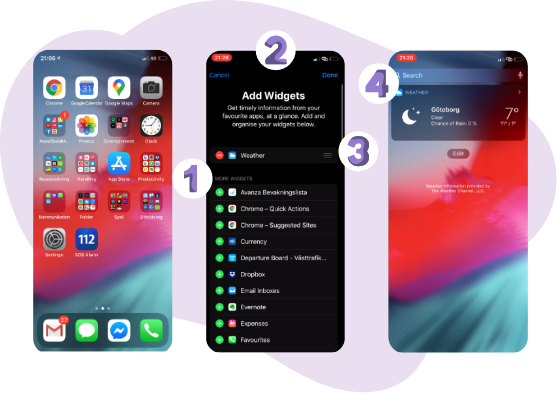 21:06
4G
Chrome
Google Calendar
Google Maps
Camera
1
Photos
Entertainment
Clock
Handling
App Store
Productivity
Kommunikation
Folder
Spel
Utbildning
112
Settings
SOS Alarm
27
1
2
3
4
21:26
Cancel
Done
Add Widgets
Get timely information from your
favourite apps, at a glance. Add and
organise your widgets below.
Weather
MORE WIDGETS
Avanza Bevakningslista
Chrome – Quick Actions
Chrome – Suggested Sites
Currency
Departure Board – Västtrafik...
Dropbox
Email Inboxes
Evernote
Expenses
Favourites
21:26
Search
WEATHER
Göteborg
Clear
Chance of Rain: 0 %
7°
11° / 1°
Edit
Weather information provided by
The Weather Channel, LLC.